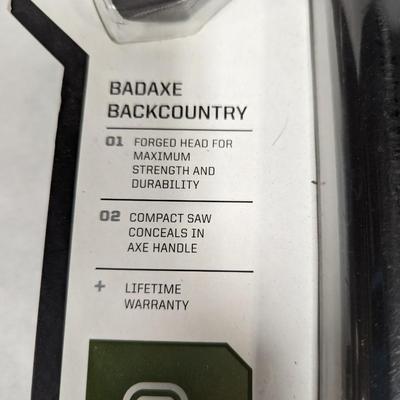 BADAXE
BACKCOUNTRY
01 FORGED HEAD FOR
MAXIMUM
STRENGTH AND
DURABILITY
02 COMPACT SAW
CONCEALS IN
AXE HANDLE
+ LIFETIME
WARRANTY